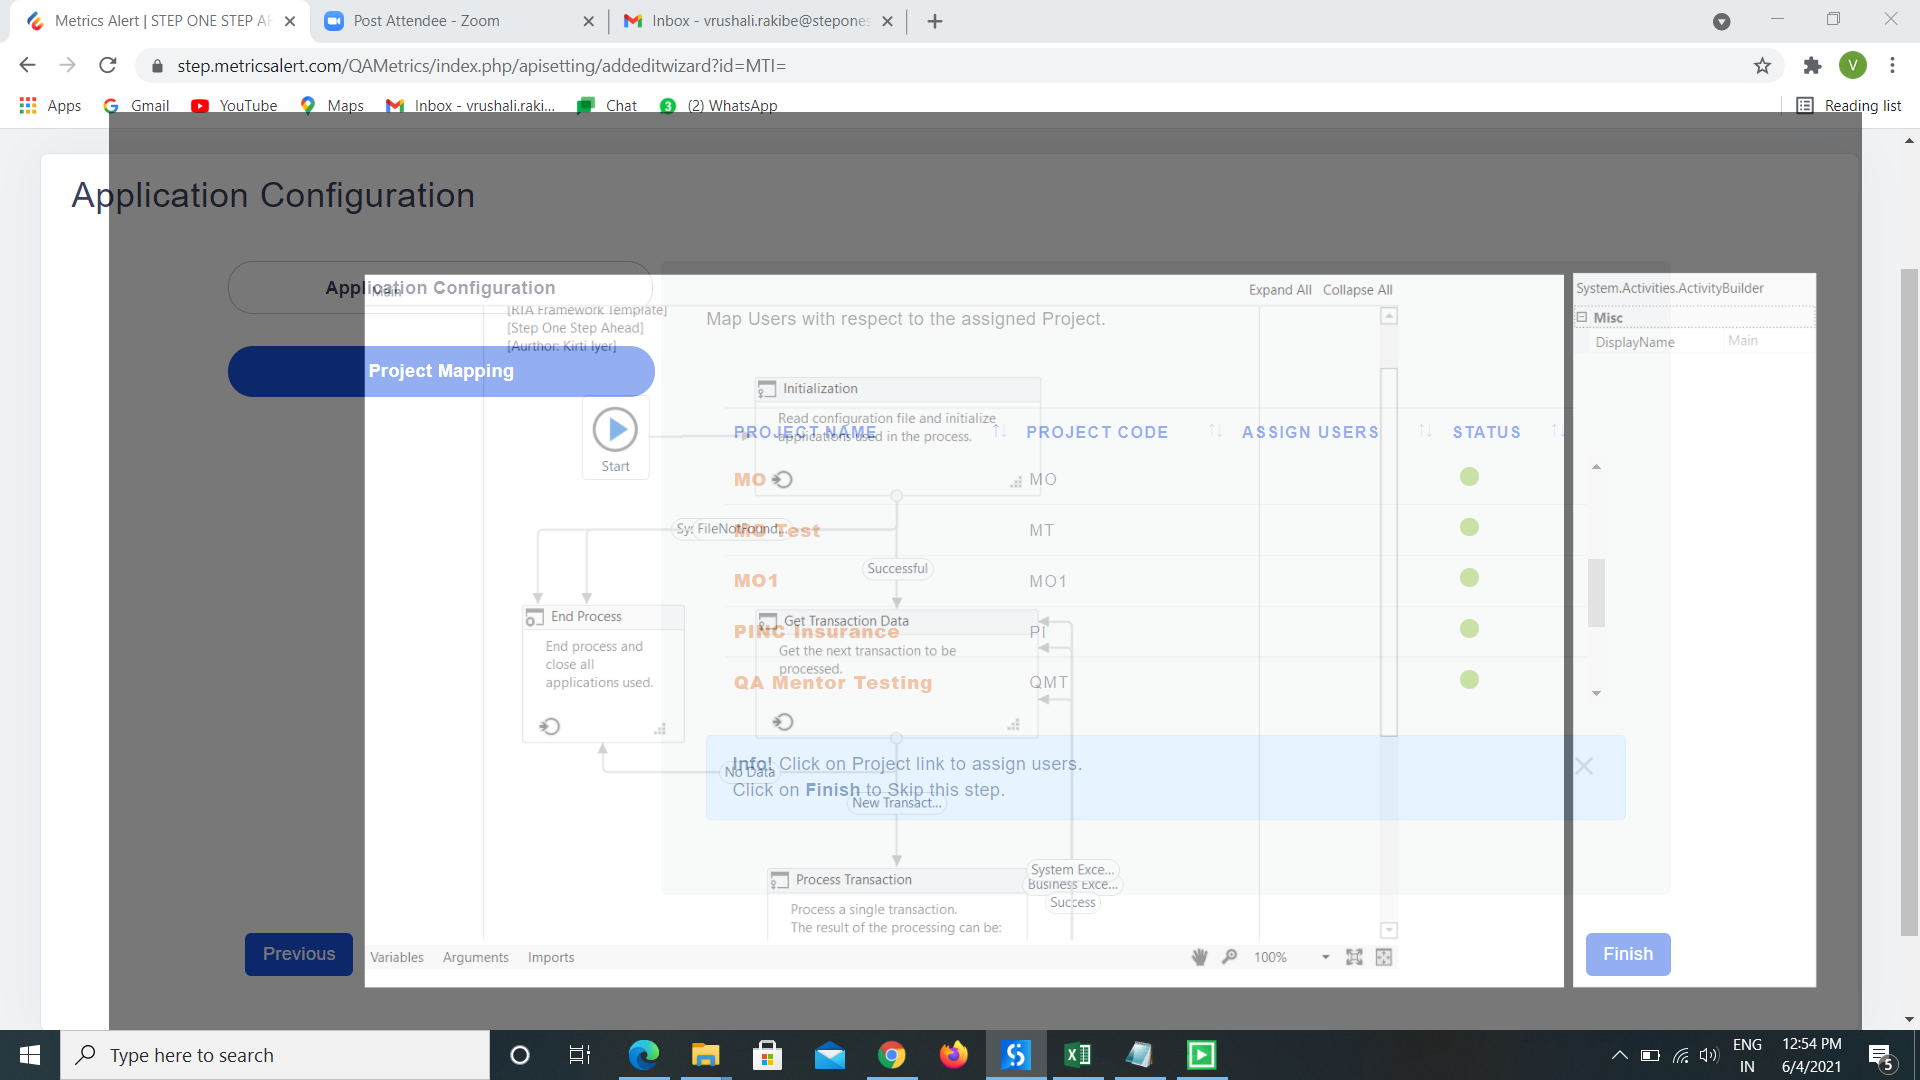 Metrics Alert | STEP ONE STEP AH
Post Attendee - Zoom
Inbox - vrushali.rakibe@stepones
step.metricsalert.com/QAMetrics/index.php/apisetting/addeditwizard?id=MTI=
V
Apps
Gmail
YouTube
Maps
Inbox - vrushali.raki...
Chat
3
(2) WhatsApp
Reading list
Application Configuration
Application Configuration
Main
Expand All
Collapse All
System.Activities.ActivityBuilder
[RTA Framework Template]
[Step One Step Ahead]
[Aurthor: Kirti Iyer]
Map Users with respect to the assigned Project.
Misc
DisplayName
Main
Project Mapping
Initialization
Read configuration file and initialize
applications used in the process.
Start
PROJECT NAME
PROJECT CODE
ASSIGN USERS
STATUS
MO
MO
Sy:
FileNotFound...
MO Test
MT
Successful
MO1
MO1
End Process
End process and
close all
applications used.
Get Transaction Data
Get the next transaction to be
processed.
PINC Insurance
PI
QA Mentor Testing
QMT
Info! Click on Project link to assign users.
Click on Finish to Skip this step.
No Data
New Transact...
System Exce...
Business Exce...
Success
Process Transaction
Process a single transaction.
The result of the processing can be:
Previous
Variables
Arguments
Imports
100%
Finish
Type here to search
ENG
IN
12:54 PM
6/4/2021
5